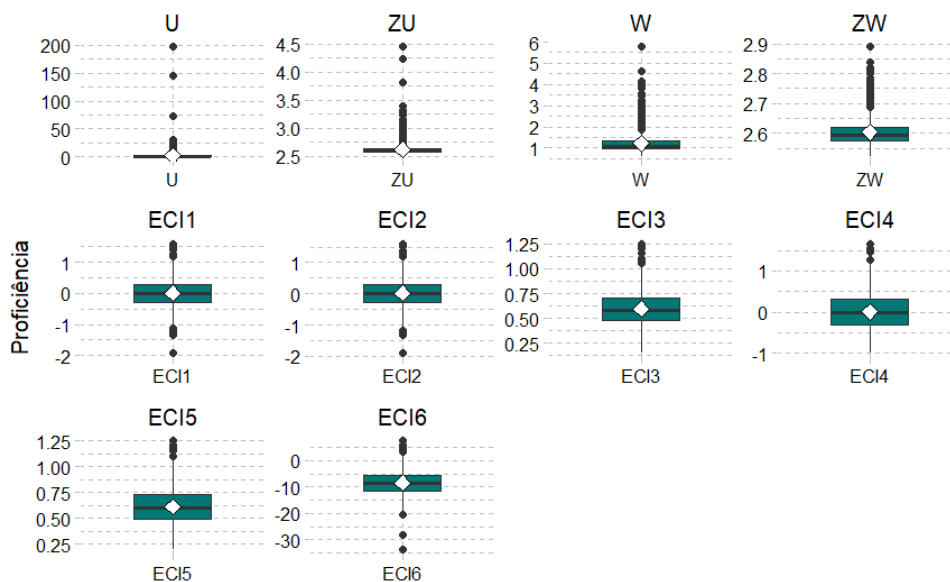 U
ZU
W
ZW
200
150
100
50
0
4.5
4.0
3.5
3.0
2.5
6
5
4
3
2
1
2.9
2.8
2.7
2.6
U
ZU
W
ZW
Proficiência
ECI1
ECI2
ECI3
ECI4
1
0
-1
-2
1
0
-1
-2
1.25
1.00
0.75
0.50
0.25
1
0
-1
ECI1
ECI2
ECI3
ECI4
ECI5
ECI6
1.25
1.00
0.75
0.50
0.25
0
-10
-20
-30
ECI5
ECI6